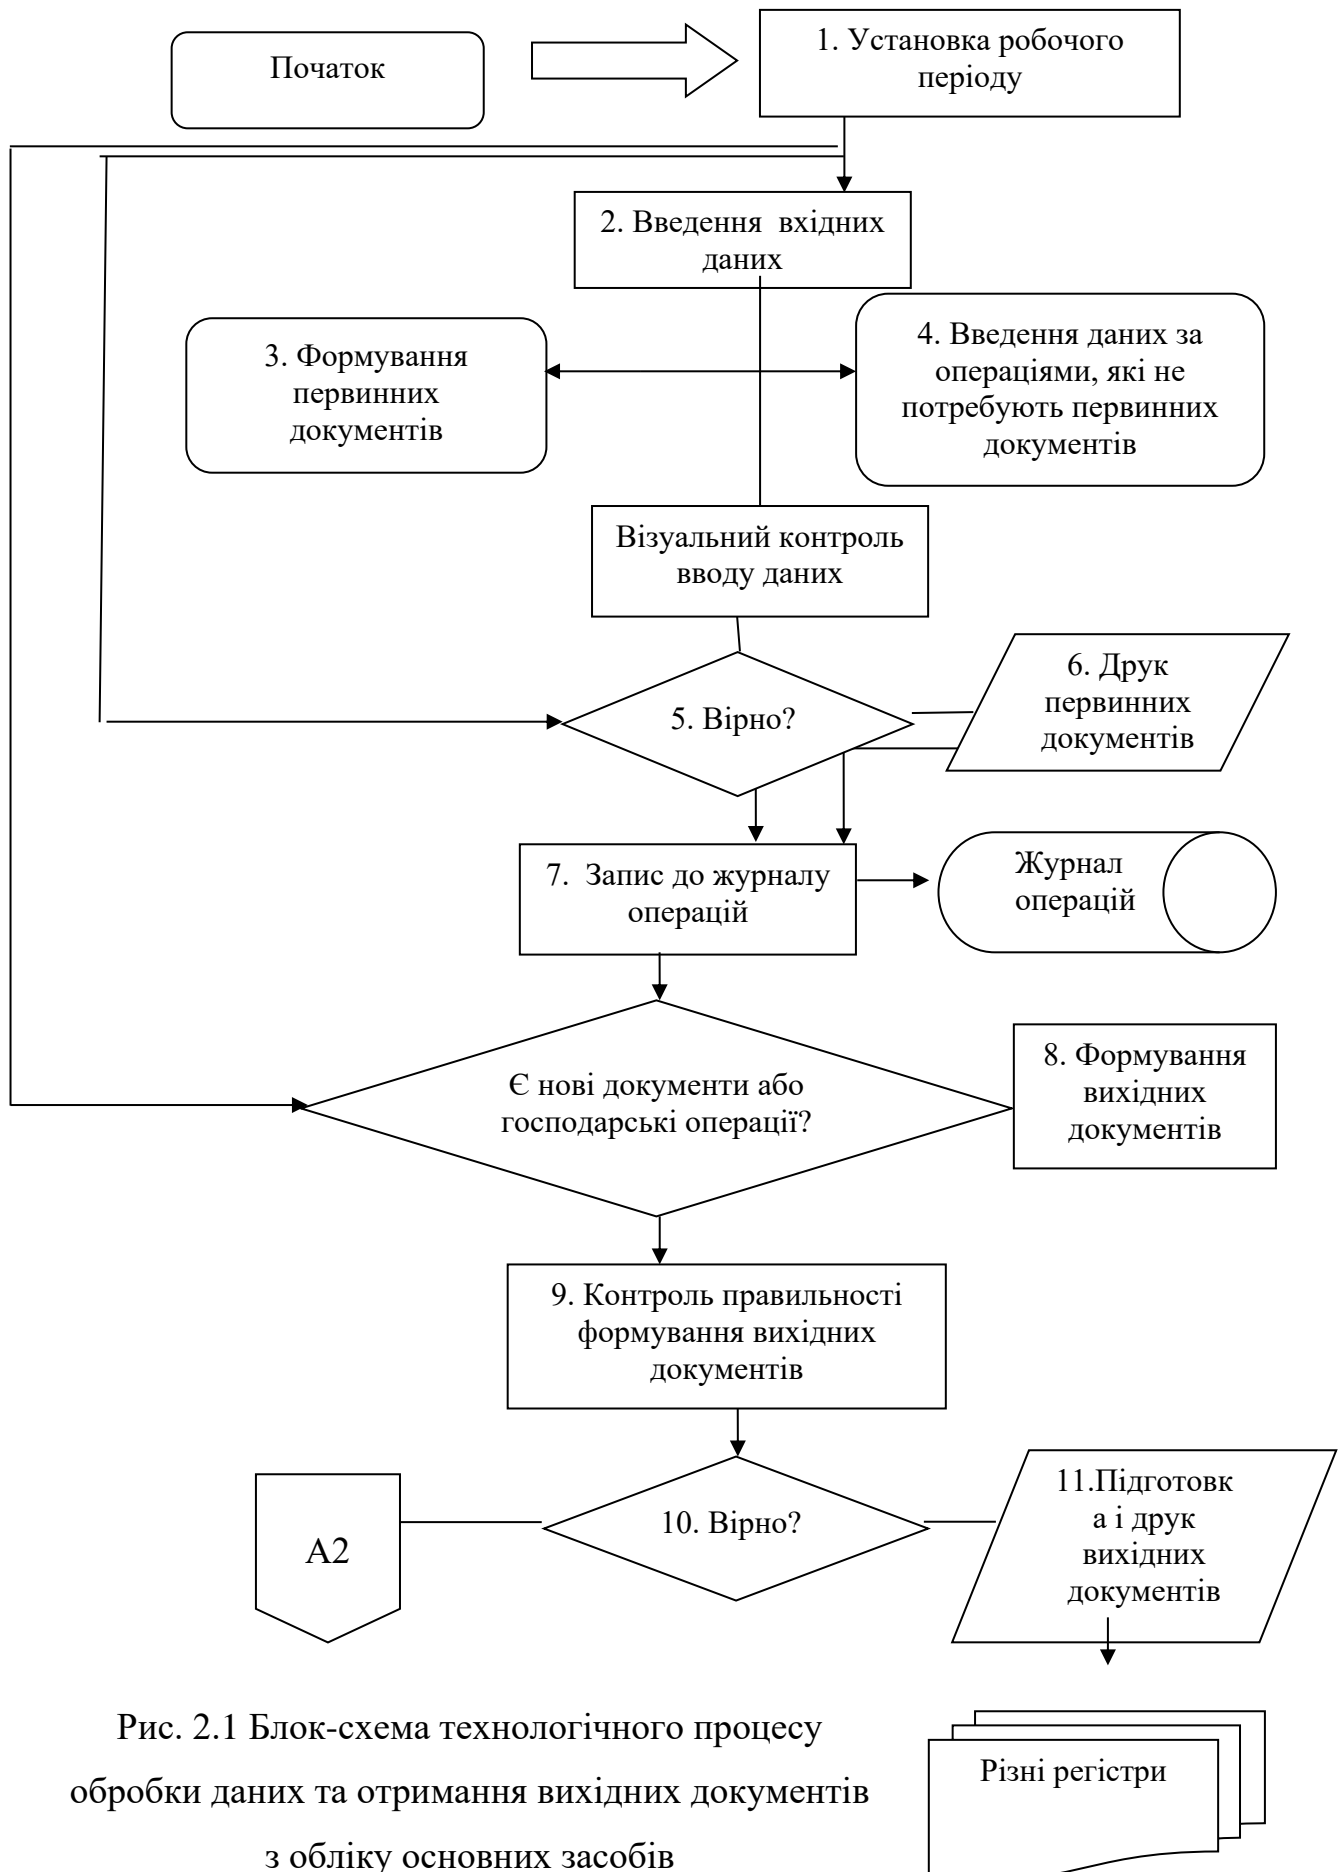 Початок
1. Установка робочого
періоду
2. Введення вхідних
даних
3. Формування
первинних
документів
4. Введення даних за
операціями, які не
потребують первинних
документів
Візуальний контроль
вводу даних
5. Вірно?
6. Друк
первинних
документів
7. Запис до журналу
операцій
Журнал
операцій
Є нові документи або
господарські операції?
8. Формування
вихідних
документів
9. Контроль правильності
формування вихідних
документів
А2
10. Вірно?
11.Підготовк
а і друк
вихідних
документів
Різні регістри
Рис. 2.1 Блок-схема технологічного процесу
обробки даних та отримання вихідних документів
з обліку основних засобів